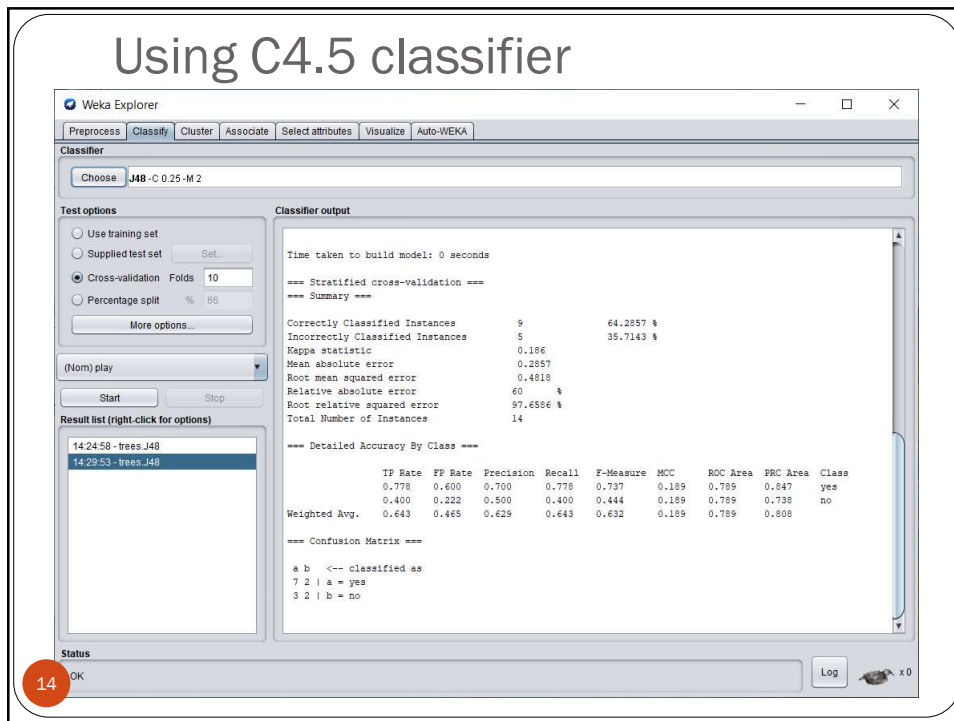 Using C4.5 classifier
Weka Explorer
Preprocess Classify Cluster Associate Select attributes Visualize Auto-WEKA
Classifier
Choose J48 -C 0.25 -M 2
Test options
Use training set
Supplied test set Set...
Cross-validation Folds 10
Percentage split % 66
More options...
(Nom) play
Start Stop
Result list (right-click for options)
14:24:58 - trees.J48
14:29:53 - trees.J48
Classifier output
Time taken to build model: 0 seconds
=== Stratified cross-validation ===
=== Summary ===
Correctly Classified Instances 9 64.2857 %
Incorrectly Classified Instances 5 35.7143 %
Kappa statistic 0.186
Mean absolute error 0.2857
Root mean squared error 0.4818
Relative absolute error 60 %
Root relative squared error 97.6586 %
Total Number of Instances 14
=== Detailed Accuracy By Class ===
TP Rate FP Rate Precision Recall F-Measure MCC ROC Area PRC Area Class
0.778 0.600 0.700 0.778 0.737 0.189 0.789 0.847 yes
0.400 0.222 0.500 0.400 0.444 0.189 0.789 0.738 no
Weighted Avg. 0.643 0.465 0.629 0.643 0.632 0.189 0.789 0.808
=== Confusion Matrix ===
a b <-- classified as
7 2 | a = yes
3 2 | b = no
Status
OK
Log x 0
14